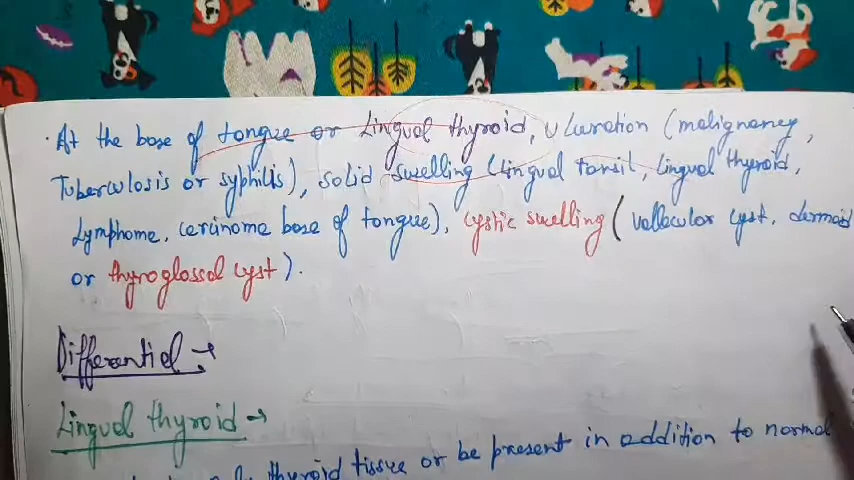 . At the base of tongue or Lingual thyroid, Ulceration (malignancy,
Tuberculosis or syphilis), solid swelling (Lingual tonsil, Lingual thyroid,
Lymphoma, carcinoma base of tongue), cystic swelling (vallecular cyst, dermoid
or thyroglossal cyst).
Differential →
Lingual thyroid →
thyroid tissue or be present in addition to normal